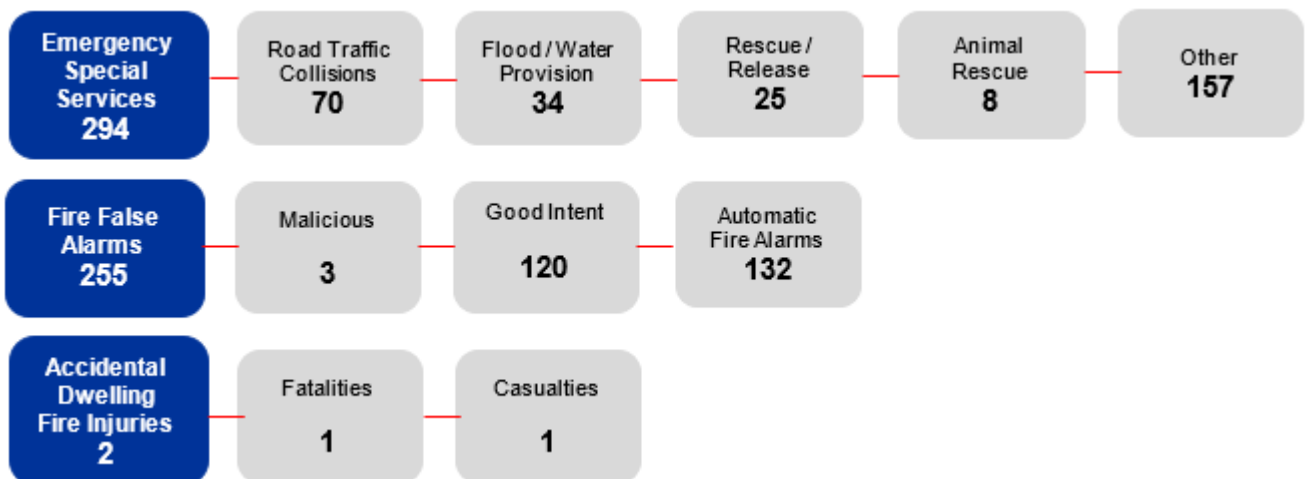 Emergency
Special
Services
294
Road Traffic
Collisions
70
Flood / Water
Provision
34
Rescue /
Release
25
Animal
Rescue
8
Other
157
Fire False
Alarms
255
Malicious
3
Good Intent
120
Automatic
Fire Alarms
132
Accidental
Dwelling
Fire Injuries
2
Fatalities
1
Casualties
1